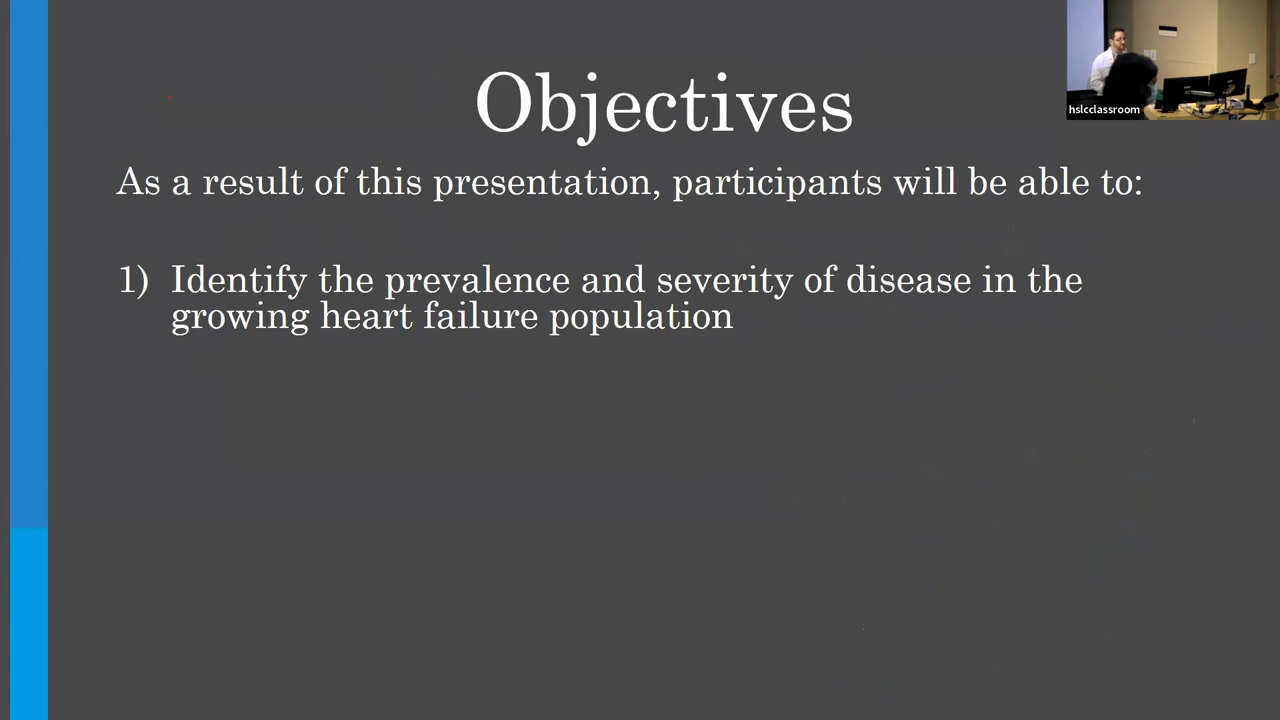 Objectives
hslcclassroom
As a result of this presentation, participants will be able to:
1) Identify the prevalence and severity of disease in the
growing heart failure population